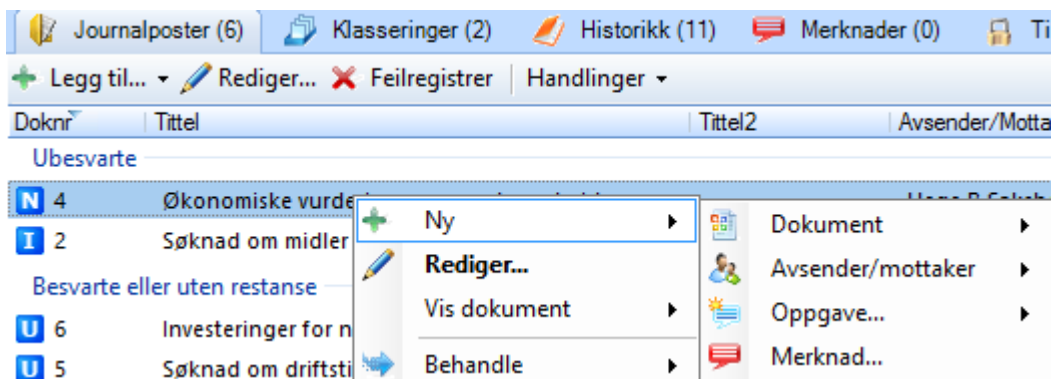 Journalposter (6) Klasseringer (2) Historikk (11) Merknader (0)
Legg til... Rediger... Feilregistrer Handlinger
Doknr Tittel Tittel2 Avsender/Motta
Ubesvarte
N 4 Økonomiske vurde
Ny Dokument
I 2 Søknad om midler
Rediger... Avsender/mottaker
Besvarte eller uten restanse
Vis dokument Oppgave...
U 6 Investeringer for n
Behandle Merknad...
U 5 Søknad om driftsti